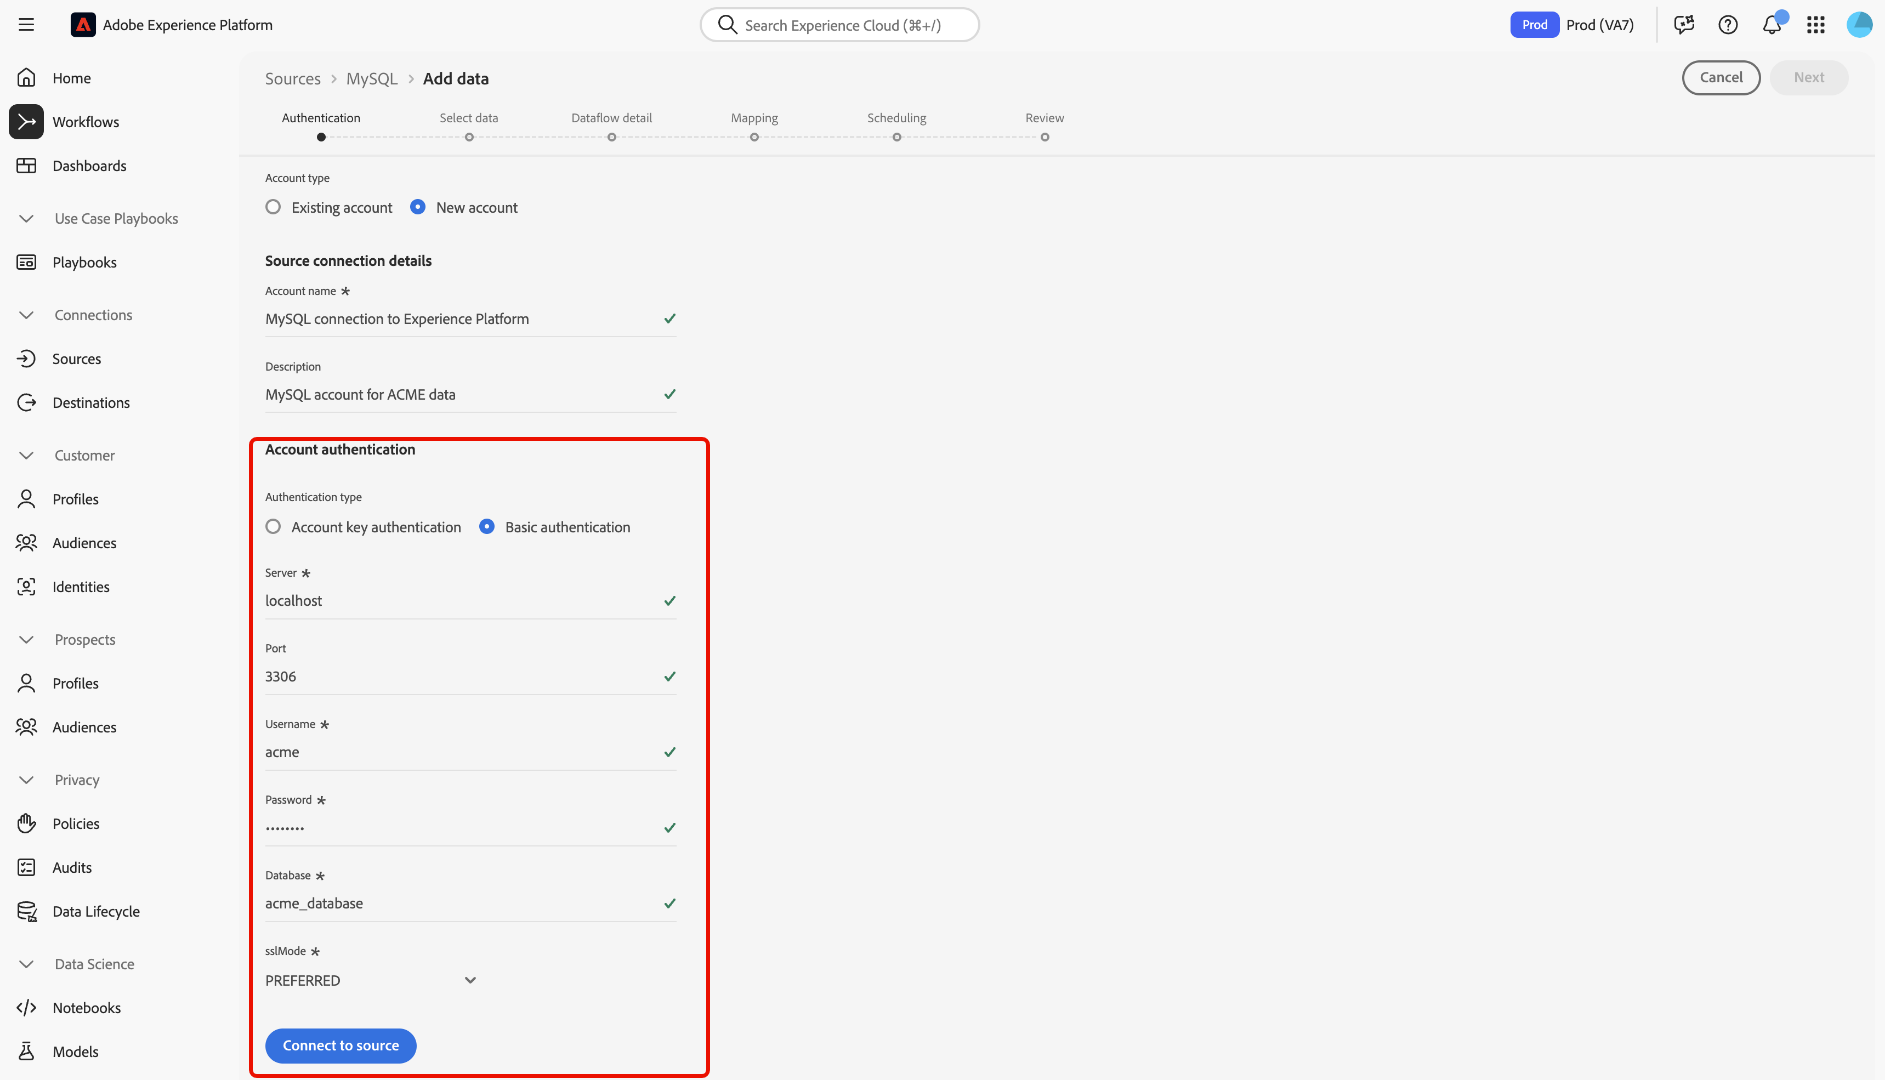 Adobe Experience Platform
Search Experience Cloud (⌘+/)
Prod
Prod (VA7)
Home
Workflows
Dashboards
Use Case Playbooks
Playbooks
Connections
Sources
Destinations
Customer
Profiles
Audiences
Identities
Prospects
Profiles
Audiences
Privacy
Policies
Audits
Data Lifecycle
Data Science
Notebooks
Models
Sources > MySQL > Add data
Cancel
Next
Authentication
Select data
Dataflow detail
Mapping
Scheduling
Review
Account type
Existing account
New account
Source connection details
Account name *
MySQL connection to Experience Platform
Description
MySQL account for ACME data
Account authentication
Authentication type
Account key authentication
Basic authentication
Server *
localhost
Port
3306
Username *
acme
Password *
••••••••
Database *
acme_database
sslMode *
PREFERRED
Connect to source